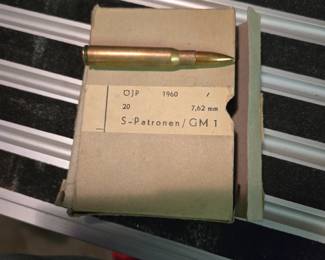 ÖJP 1960 /
20 7,62 mm
S-Patronen/GM 1